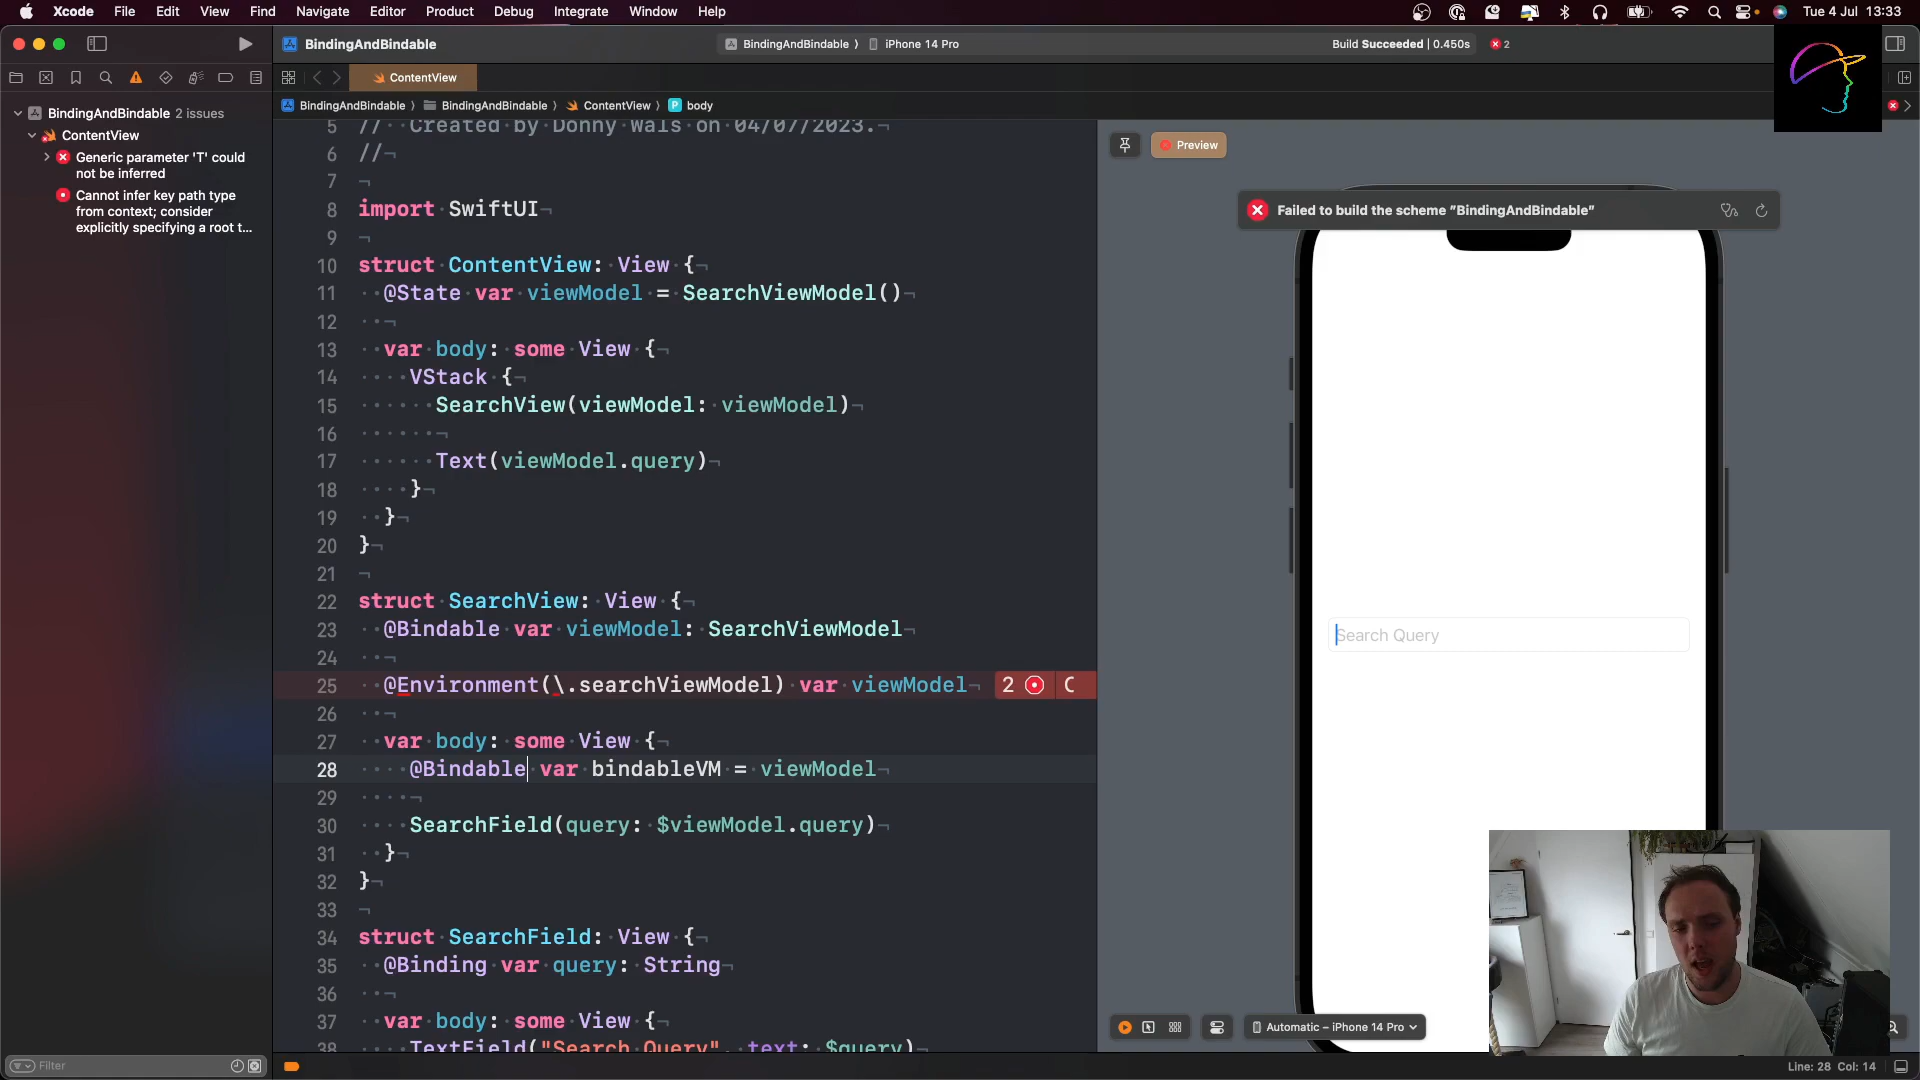 Xcode File Edit View Find Navigate Editor Product Debug Integrate Window Help Tue 4 Jul 13:33
BindingAndBindable
BindingAndBindable 〉 iPhone 14 Pro
Build Succeeded | 0.450s
2
ContentView
BindingAndBindable 〉 BindingAndBindable 〉 ContentView 〉 P body
BindingAndBindable 2 issues
ContentView
Generic parameter 'T' could
not be inferred
Cannot infer key path type
from context; consider
explicitly specifying a root t...
5 // Created by Donny Wals on 04/07/2023.
6 //
7
8 import SwiftUI
9
10 struct ContentView: View {
11 @State var viewModel = SearchViewModel()
12
13 var body: some View {
14 VStack {
15 SearchView(viewModel: viewModel)
16
17 Text(viewModel.query)
18 }
19 }
20 }
21
22 struct SearchView: View {
23 @Bindable var viewModel: SearchViewModel
24
25 @Environment(\.searchViewModel) var viewModel 2 C
26
27 var body: some View {
28 @Bindable var bindableVM = viewModel
29
30 SearchField(query: $viewModel.query)
31 }
32 }
33
34 struct SearchField: View {
35 @Binding var query: String
36
37 var body: some View {
38 TextField("Search Query", text: $query)
Preview
Failed to build the scheme "BindingAndBindable"
Search Query
Automatic – iPhone 14 Pro
Filter
Line: 28 Col: 14